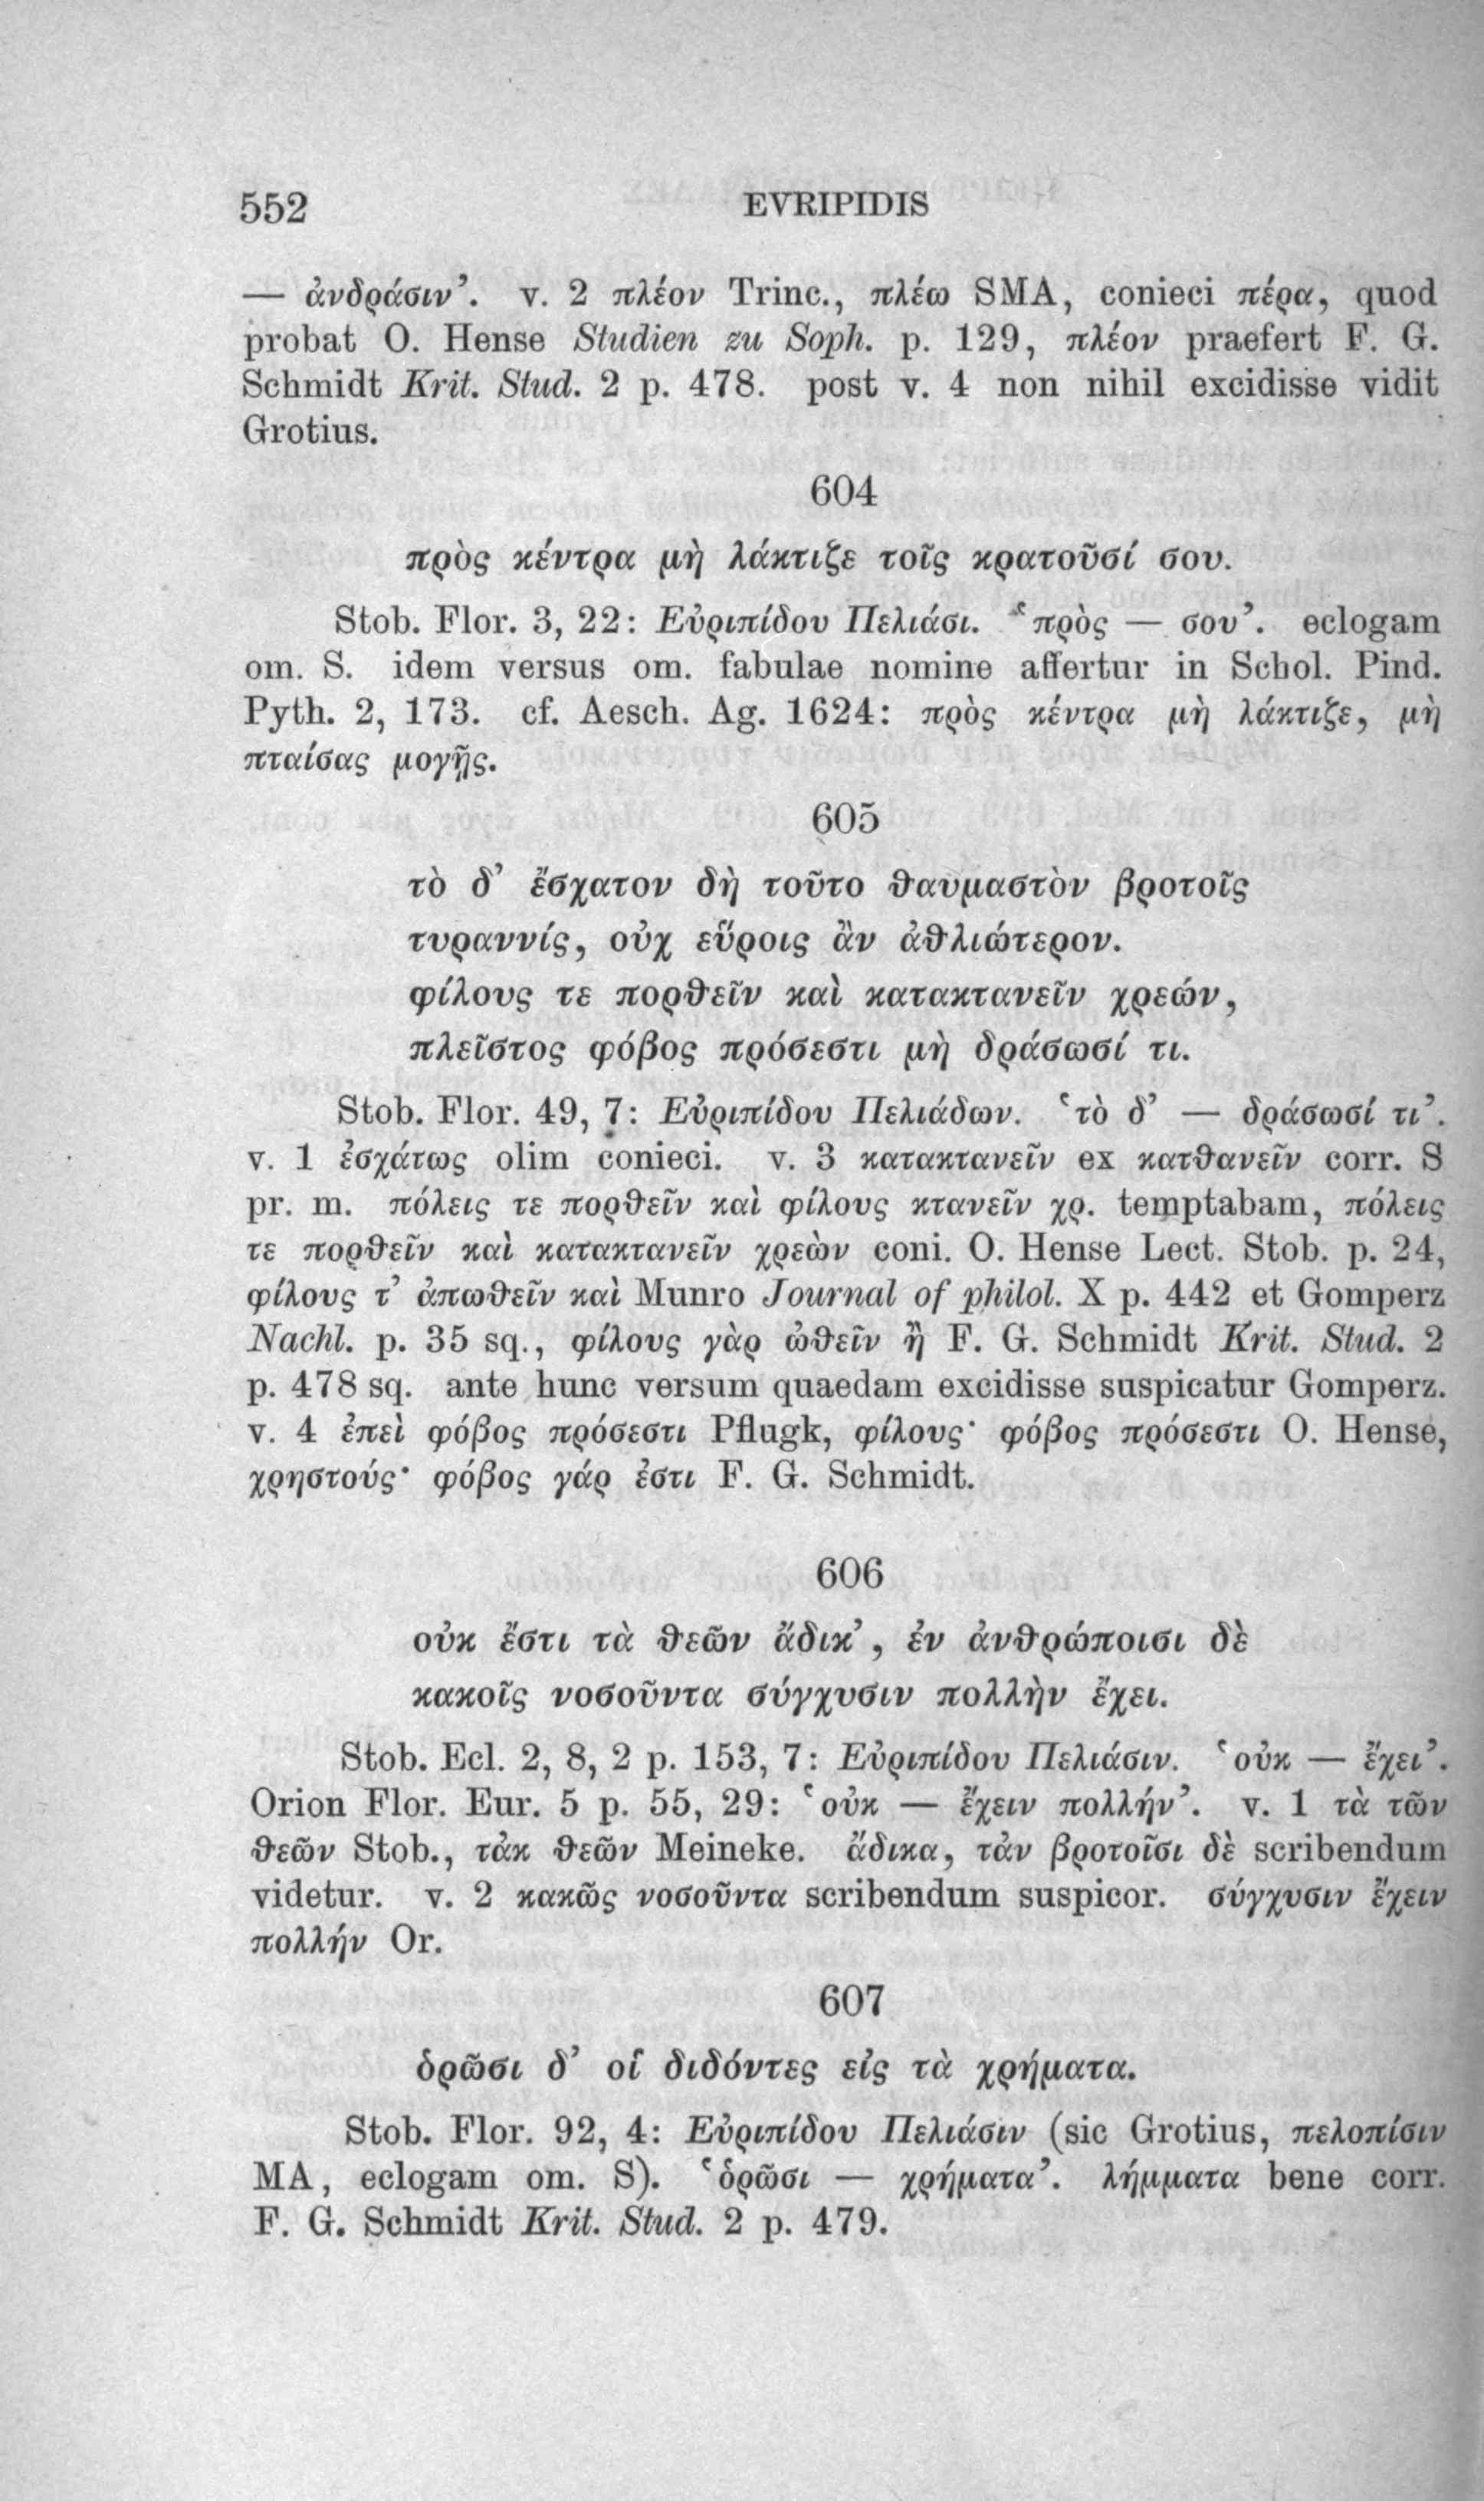 552 EVRIPIDIS
— ἀνδράσιν’. v. 2 πλέον Trinc., πλέω SMA, conieci πέρα, quod
probat O. Hense Studien zu Soph. p. 129, πλέον praefert F. G.
Schmidt Krit. Stud. 2 p. 478. post v. 4 non nihil excidisse vidit
Grotius.
604
πρὸς κέντρα μὴ λάκτιζε τοῖς κρατοῦσί σου.
Stob. Flor. 3, 22: Εὐριπίδου Πελιάσι. ‘πρὸς — σου’. eclogam
om. S. idem versus om. fabulae nomine affertur in Schol. Pind.
Pyth. 2, 173. cf. Aesch. Ag. 1624: πρὸς κέντρα μὴ λάκτιζε, μὴ
πταίσας μογῇς.
605
τὸ δ’ ἔσχατον δὴ τοῦτο θαυμαστὸν βροτοῖς
τυραννίς, οὐχ εὕροις ἂν ἀθλιώτερον.
φίλους τε πορθεῖν καὶ κατακτανεῖν χρεών,
πλεῖστος φόβος πρόσεστι μὴ δράσωσί τι.
Stob. Flor. 49, 7: Εὐριπίδου Πελιάδων. ‘τὸ δ’ — δράσωσί τι’.
v. 1 ἐσχάτως olim conieci. v. 3 κατακτανεῖν ex κατθανεῖν corr. S
pr. m. πόλεις τε πορθεῖν καὶ φίλους κτανεῖν χρ. temptabam, πόλεις
τε πορθεῖν καὶ κατακτανεῖν χρεὼν coni. O. Hense Lect. Stob. p. 24,
φίλους τ’ ἀπωθεῖν καὶ Munro Journal of philol. X p. 442 et Gomperz
Nachl. p. 35 sq., φίλους γὰρ ὠθεῖν ἢ F. G. Schmidt Krit. Stud. 2
p. 478 sq. ante hunc versum quaedam excidisse suspicatur Gomperz.
v. 4 ἐπεὶ φόβος πρόσεστι Pflugk, φίλους· φόβος πρόσεστι O. Hense,
χρηστούς· φόβος γάρ ἐστι F. G. Schmidt.
606
οὐκ ἔστι τὰ θεῶν ἄδικ’, ἐν ἀνθρώποισι δὲ
κακοῖς νοσοῦντα σύγχυσιν πολλὴν ἔχει.
Stob. Ecl. 2, 8, 2 p. 153, 7: Εὐριπίδου Πελιάσιν. ‘οὐκ — ἔχει’.
Orion Flor. Eur. 5 p. 55, 29: ‘οὐκ — ἔχειν πολλήν’. v. 1 τὰ τῶν
θεῶν Stob., τἀκ θεῶν Meineke. ἄδικα, τἀν βροτοῖσι δὲ scribendum
videtur. v. 2 κακῶς νοσοῦντα scribendum suspicor. σύγχυσιν ἔχειν
πολλήν Or.
607
ὁρῶσι δ’ οἱ διδόντες εἰς τὰ χρήματα.
Stob. Flor. 92, 4: Εὐριπίδου Πελιάσιν (sic Grotius, πελοπίσιν
MA, eclogam om. S). ‘ὁρῶσι — χρήματα’. λήμματα bene corr.
F. G. Schmidt Krit. Stud. 2 p. 479.